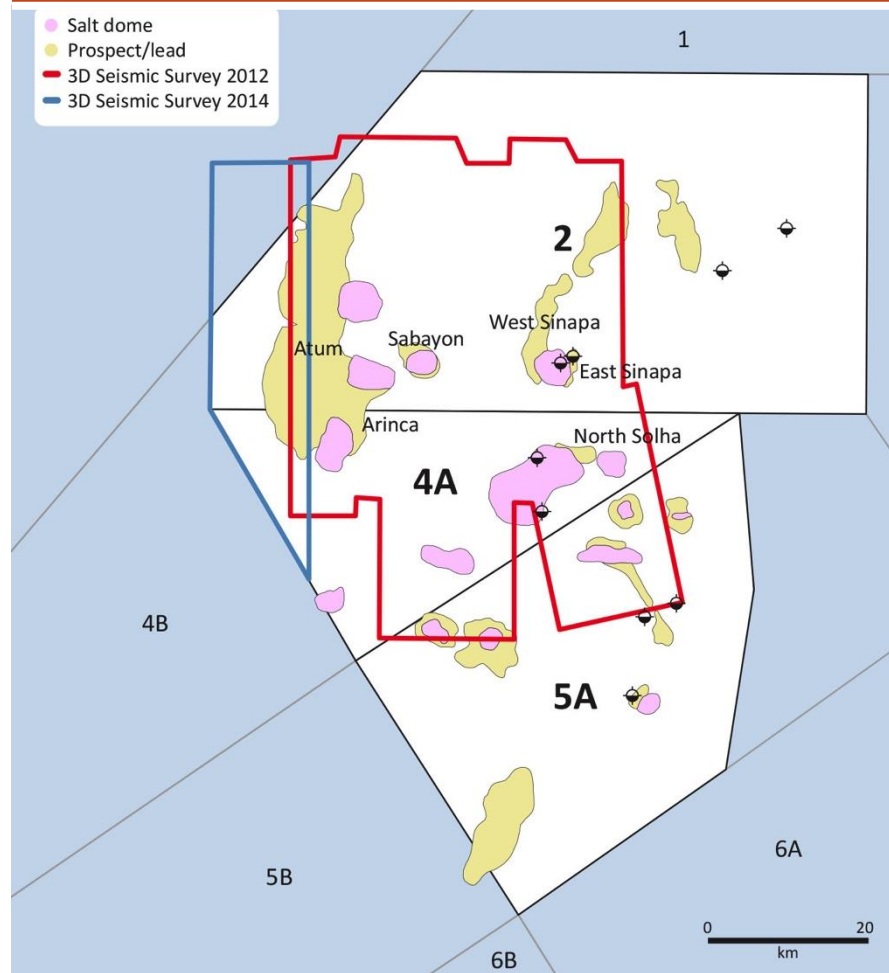 Salt dome
Prospect/lead
3D Seismic Survey 2012
3D Seismic Survey 2014
1
2
West Sinapa
Sabayon
Atum
East Sinapa
Arinca
North Solha
4A
4B
5A
5B
6A
6B
0 20
km